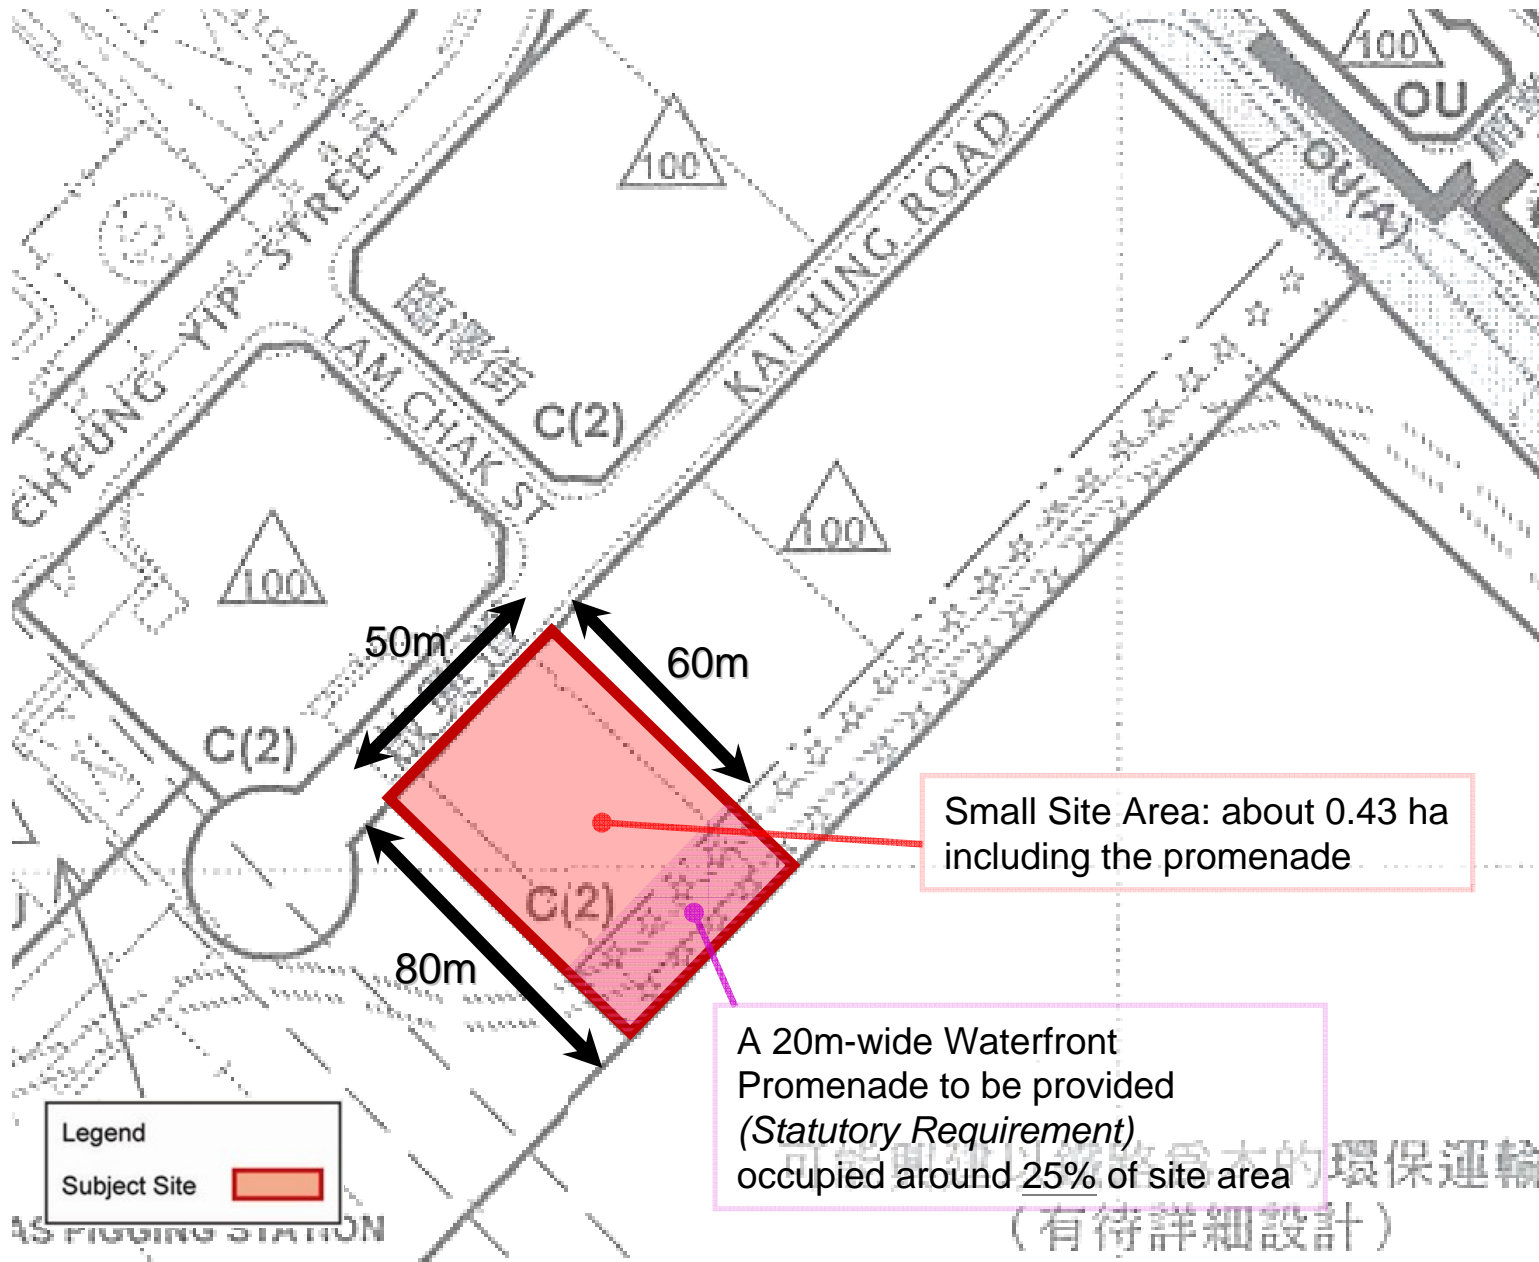 100
OU
OU(A)
100
CHEUNG YIP STREET
臨澤街
LAM CHAK ST
C(2)
KAI HING ROAD
100
100
50m
60m
C(2)
80m
C(2)
Small Site Area: about 0.43 ha
including the promenade
A 20m-wide Waterfront
Promenade to be provided
(Statutory Requirement)
occupied around 25% of site area
的環保運輸
（有待詳細設計）
Legend
Subject Site
AS PIGGING STATION